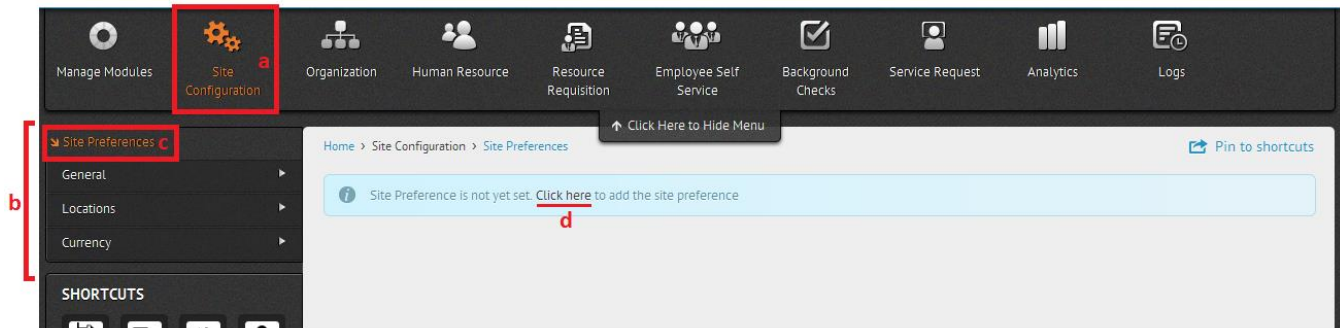 Manage Modules
Site
Configuration
a
Organization
Human Resource
Resource
Requisition
Employee Self
Service
Background
Checks
Service Request
Analytics
Logs
Click Here to Hide Menu
b
Site Preferences c
General
Locations
Currency
SHORTCUTS
Home > Site Configuration > Site Preferences
Pin to shortcuts
Site Preference is not yet set. Click here to add the site preference
d